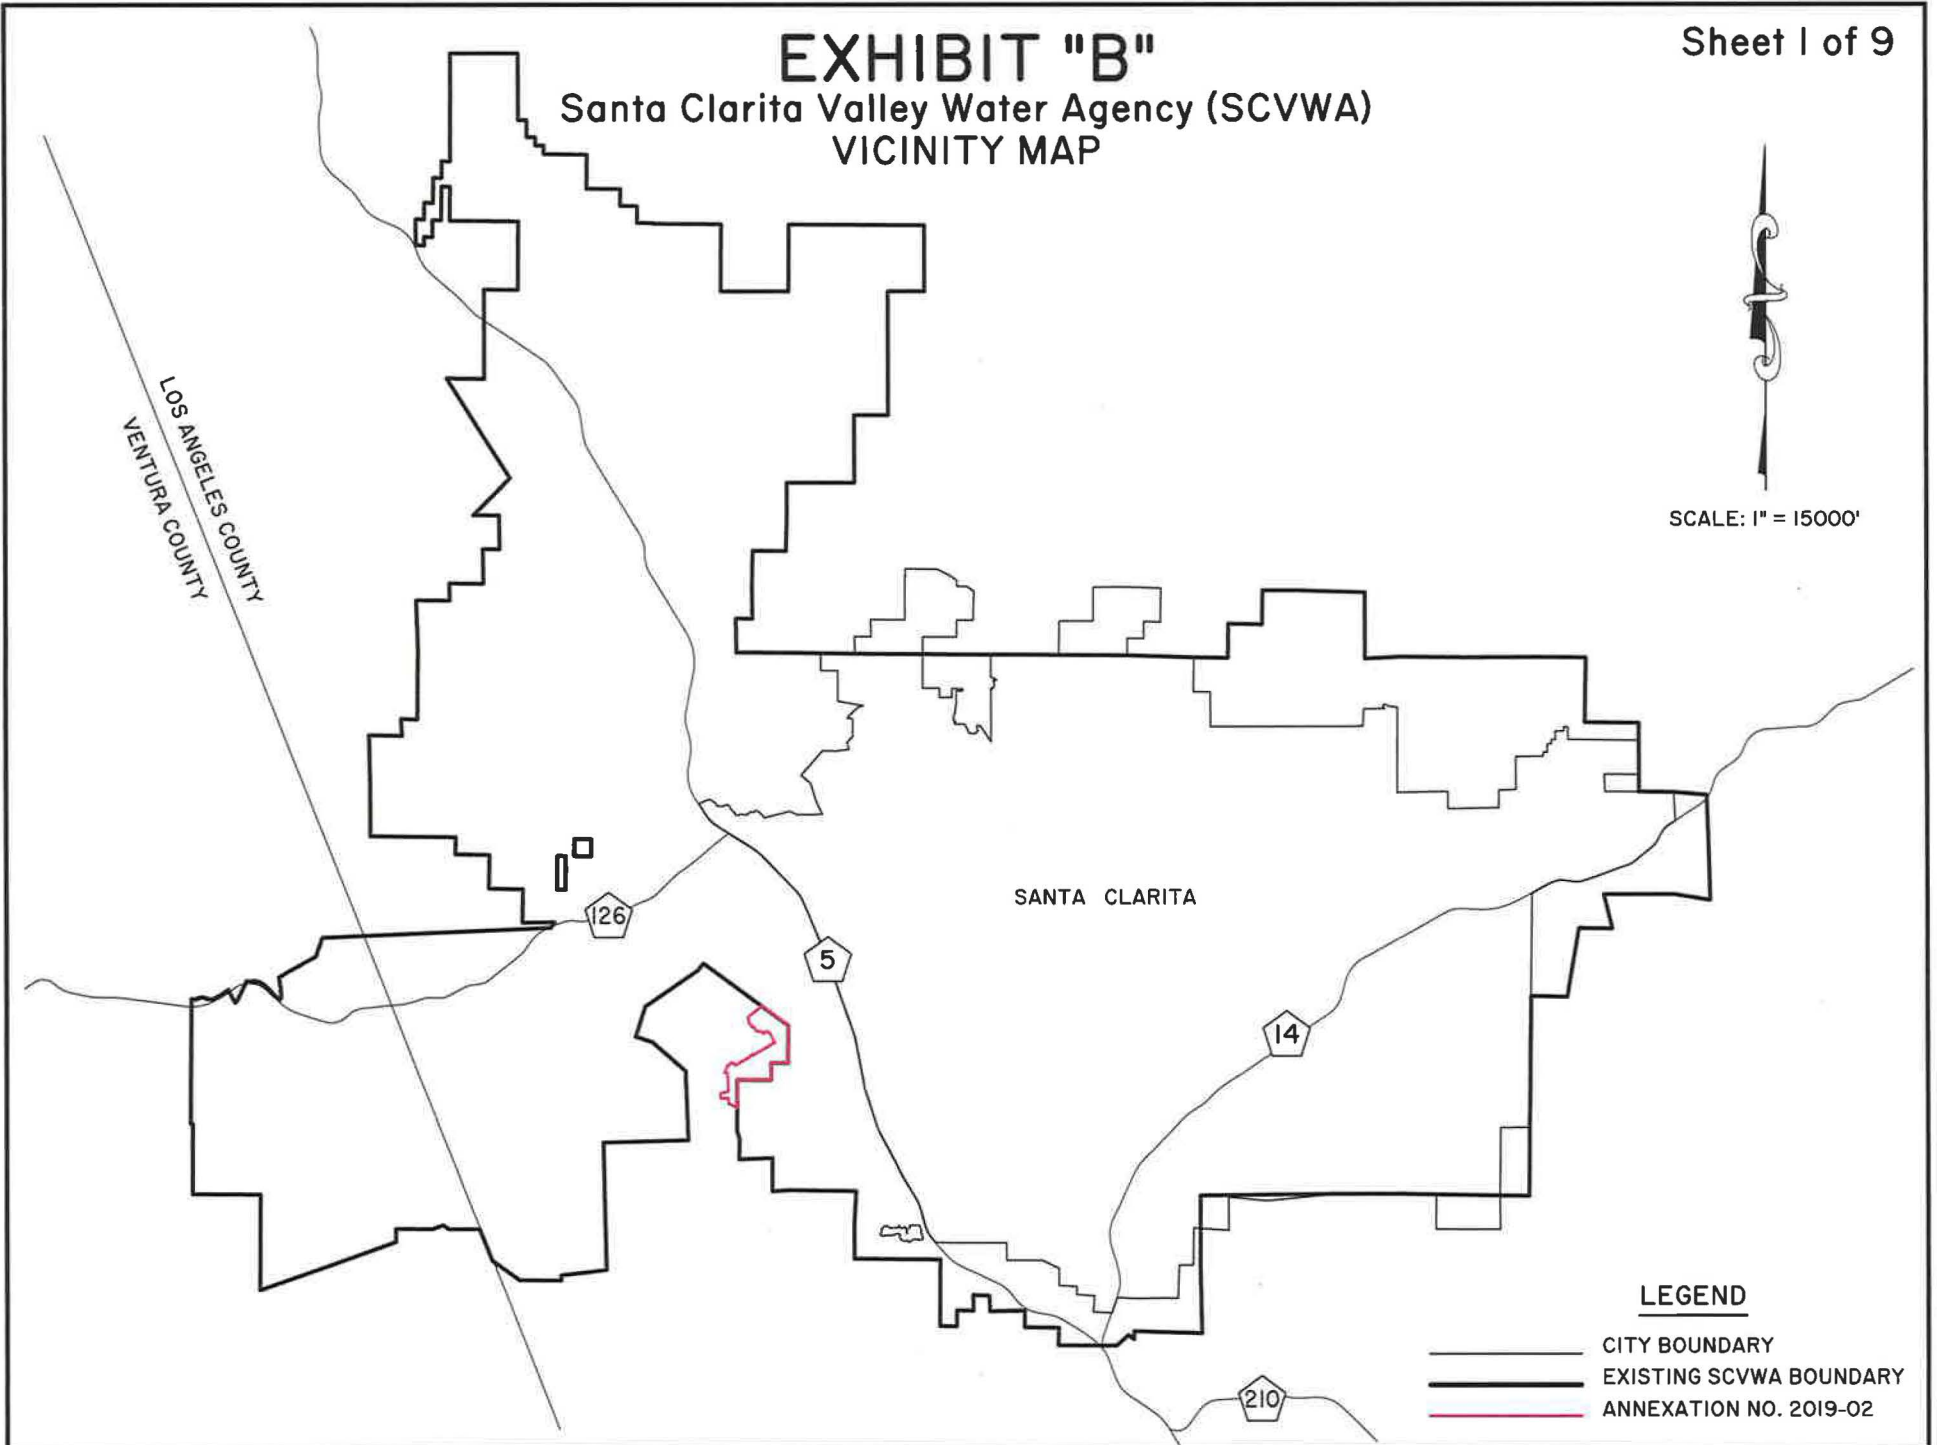 EXHIBIT "B"
Sheet 1 of 9
Santa Clarita Valley Water Agency (SCVWA)
VICINITY MAP
SCALE: 1" = 15000'
LOS ANGELES COUNTY
VENTURA COUNTY
SANTA CLARITA
126
5
14
210
LEGEND
CITY BOUNDARY
EXISTING SCVWA BOUNDARY
ANNEXATION NO. 2019-02